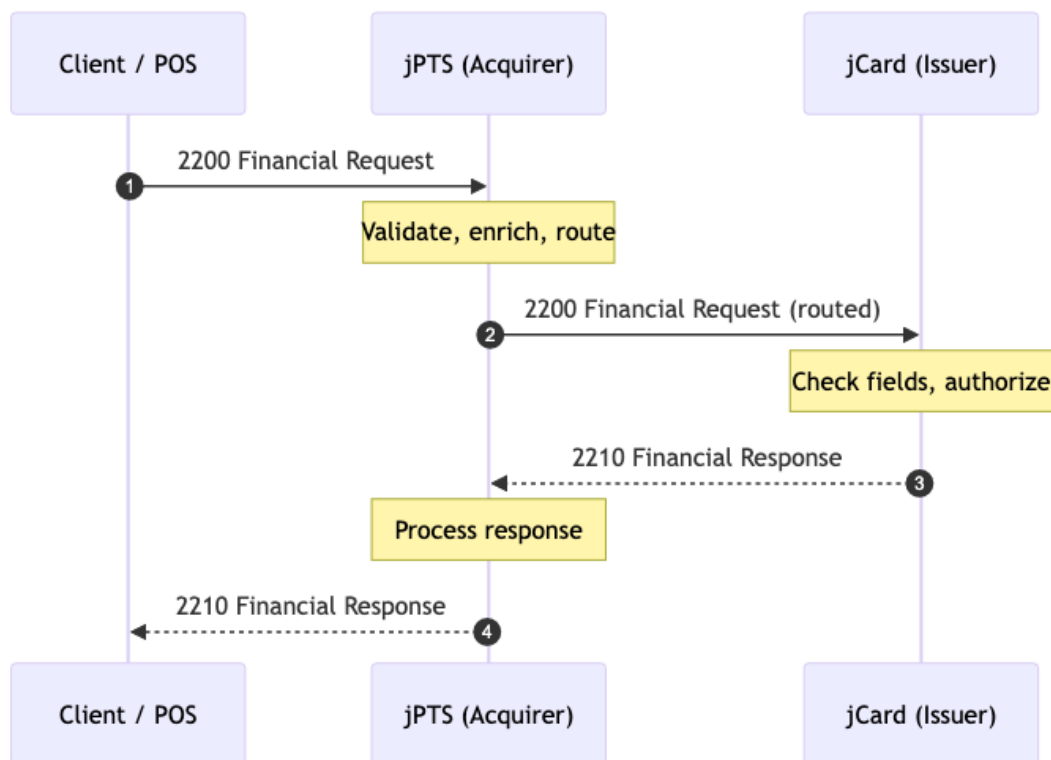 Client / POS
jPTS (Acquirer)
jCard (Issuer)
2200 Financial Request
1
Validate, enrich, route
2200 Financial Request (routed)
2
Check fields, authorize
2210 Financial Response
3
Process response
2210 Financial Response
4
Client / POS
jPTS (Acquirer)
jCard (Issuer)